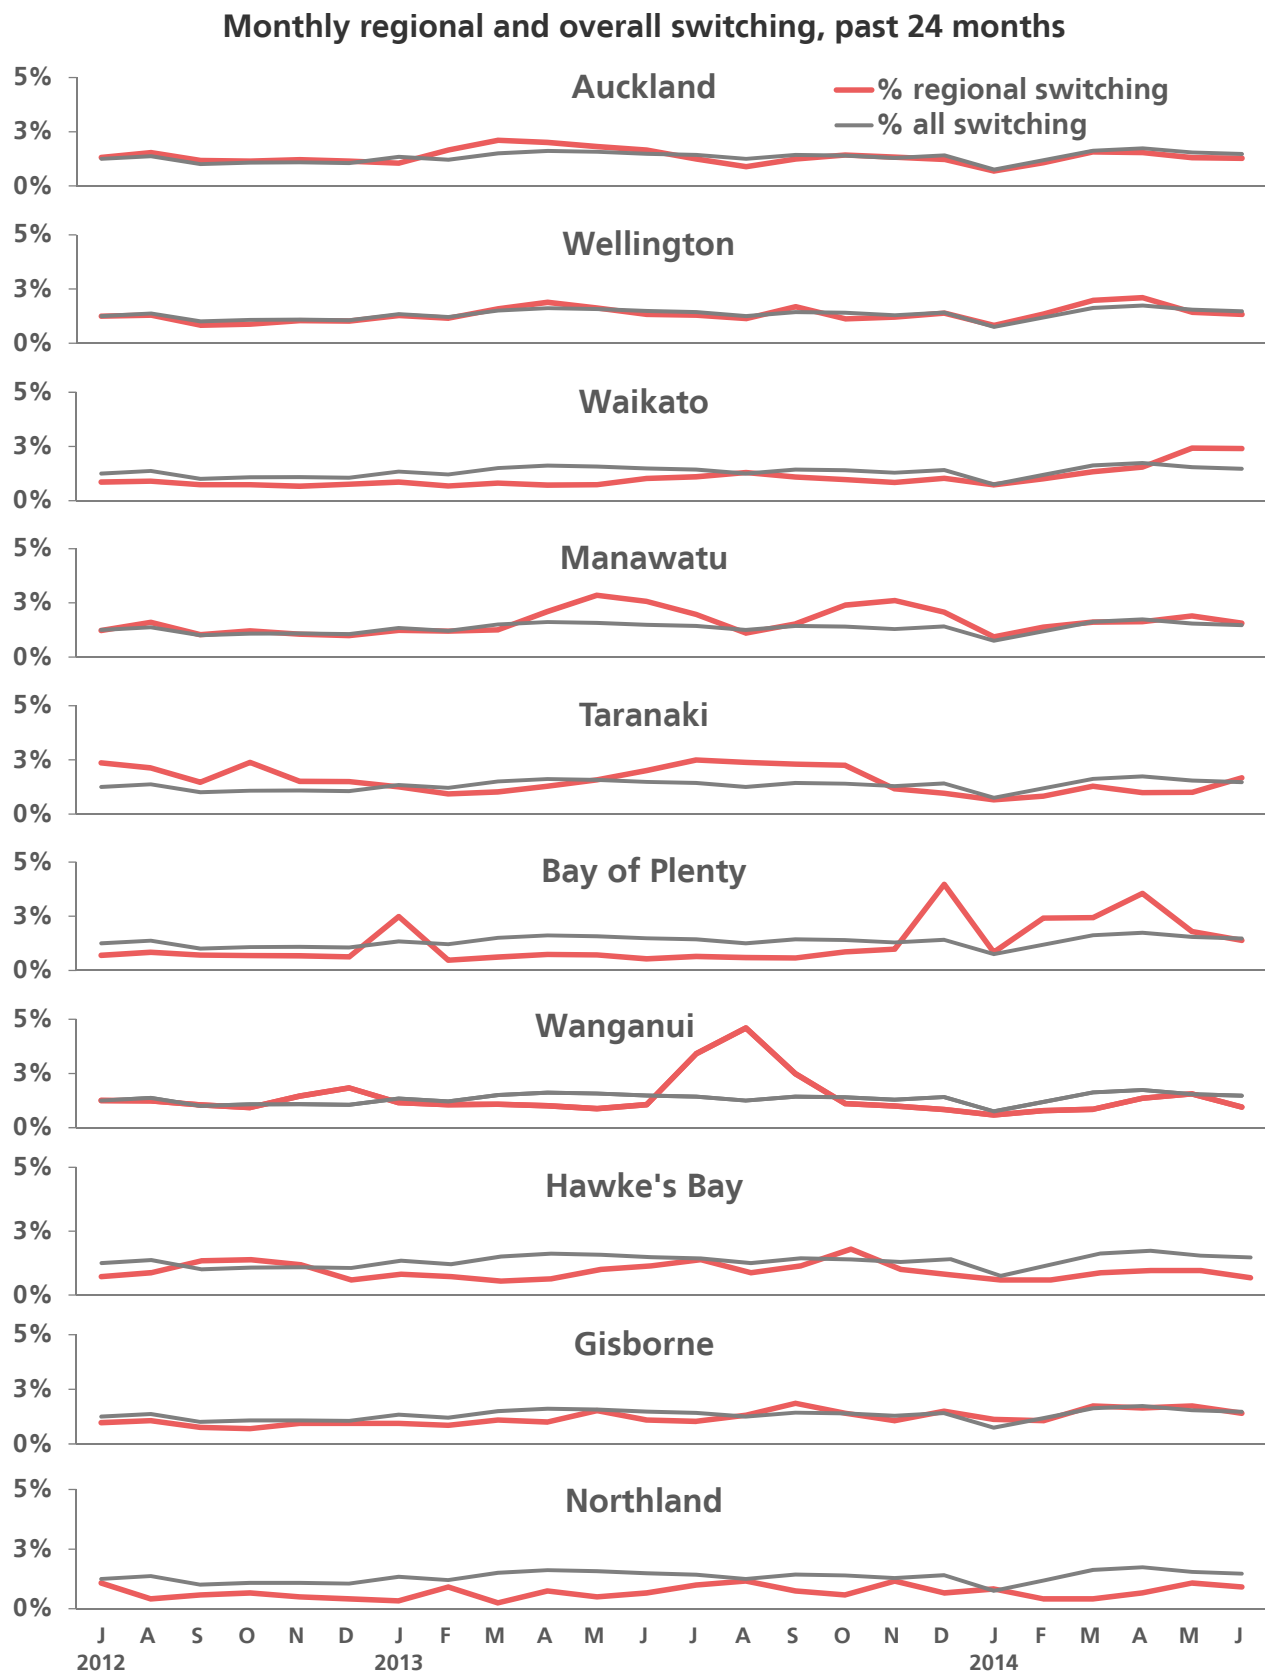 Monthly regional and overall switching, past 24 months
5%
3%
0%
Auckland
% regional switching
% all switching
5%
3%
0%
Wellington
5%
3%
0%
Waikato
5%
3%
0%
Manawatu
5%
3%
0%
Taranaki
5%
3%
0%
Bay of Plenty
5%
3%
0%
Wanganui
5%
3%
0%
Hawke's Bay
5%
3%
0%
Gisborne
5%
3%
0%
Northland
J A S O N D J F M A M J J A S O N D J F M A M J
2012 2013 2014